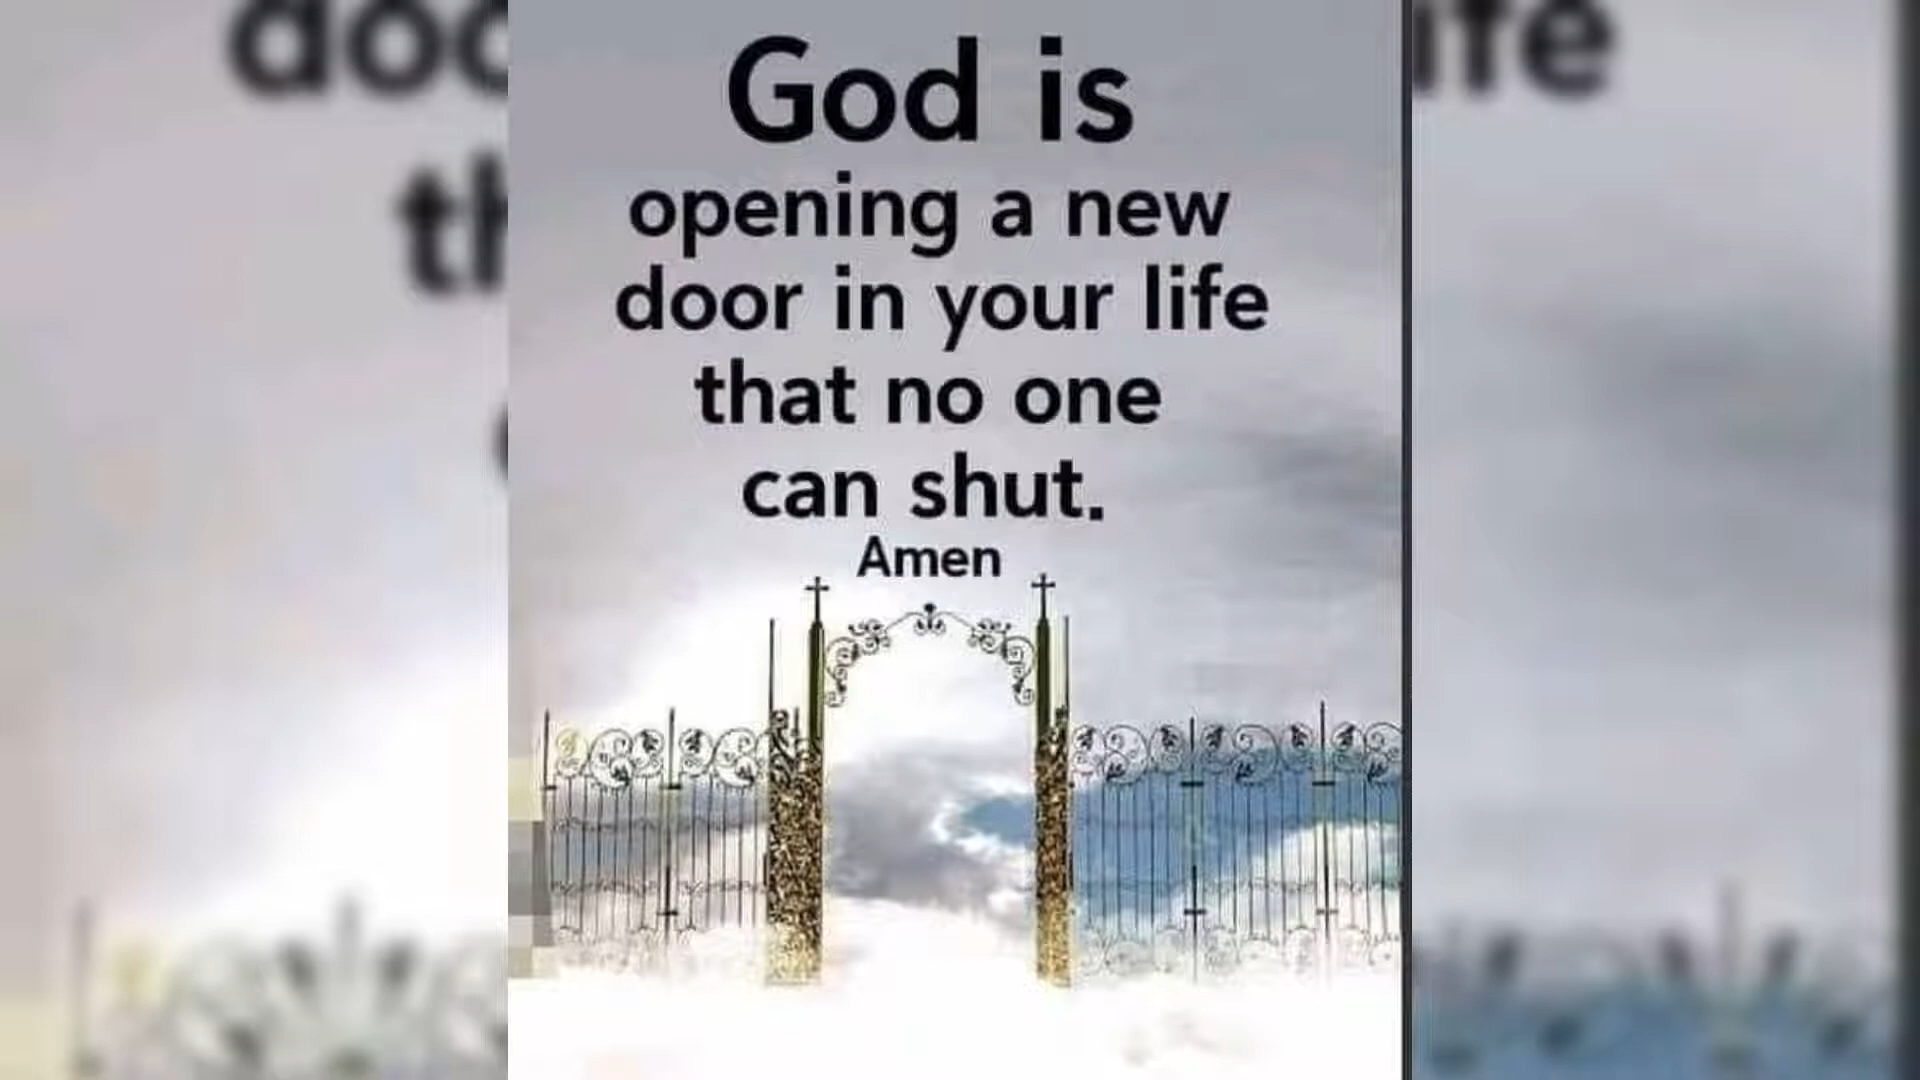 God is
opening a new
door in your life
that no one
can shut.
Amen